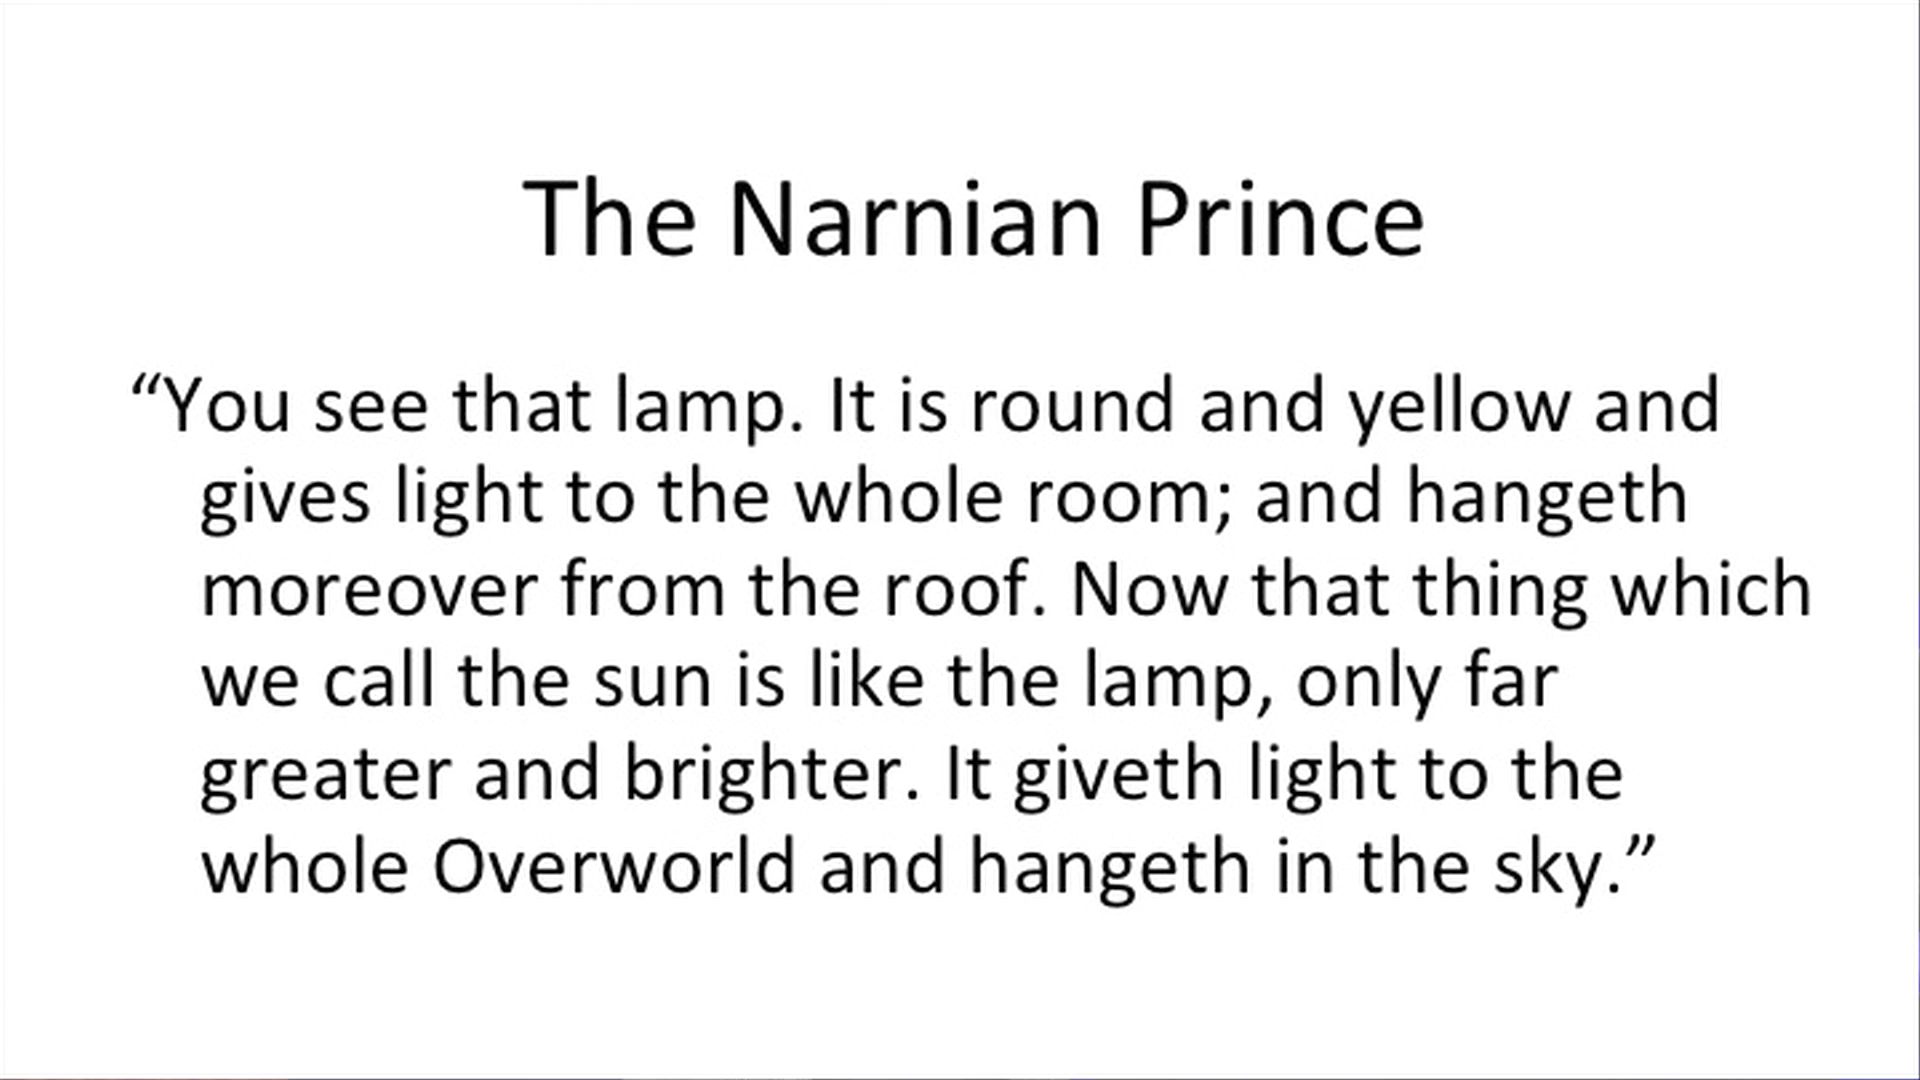 The Narnian Prince
“You see that lamp. It is round and yellow and
gives light to the whole room; and hangeth
moreover from the roof. Now that thing which
we call the sun is like the lamp, only far
greater and brighter. It giveth light to the
whole Overworld and hangeth in the sky.”